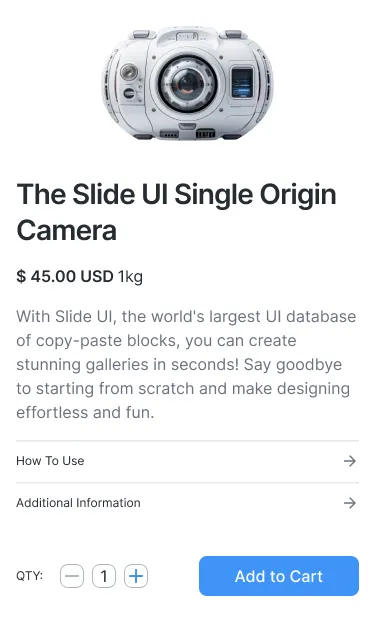 The Slide UI Single Origin
Camera
$ 45.00 USD 1kg
With Slide UI, the world's largest UI database
of copy-paste blocks, you can create
stunning galleries in seconds! Say goodbye
to starting from scratch and make designing
effortless and fun.
How To Use
Additional Information
QTY: 1 Add to Cart